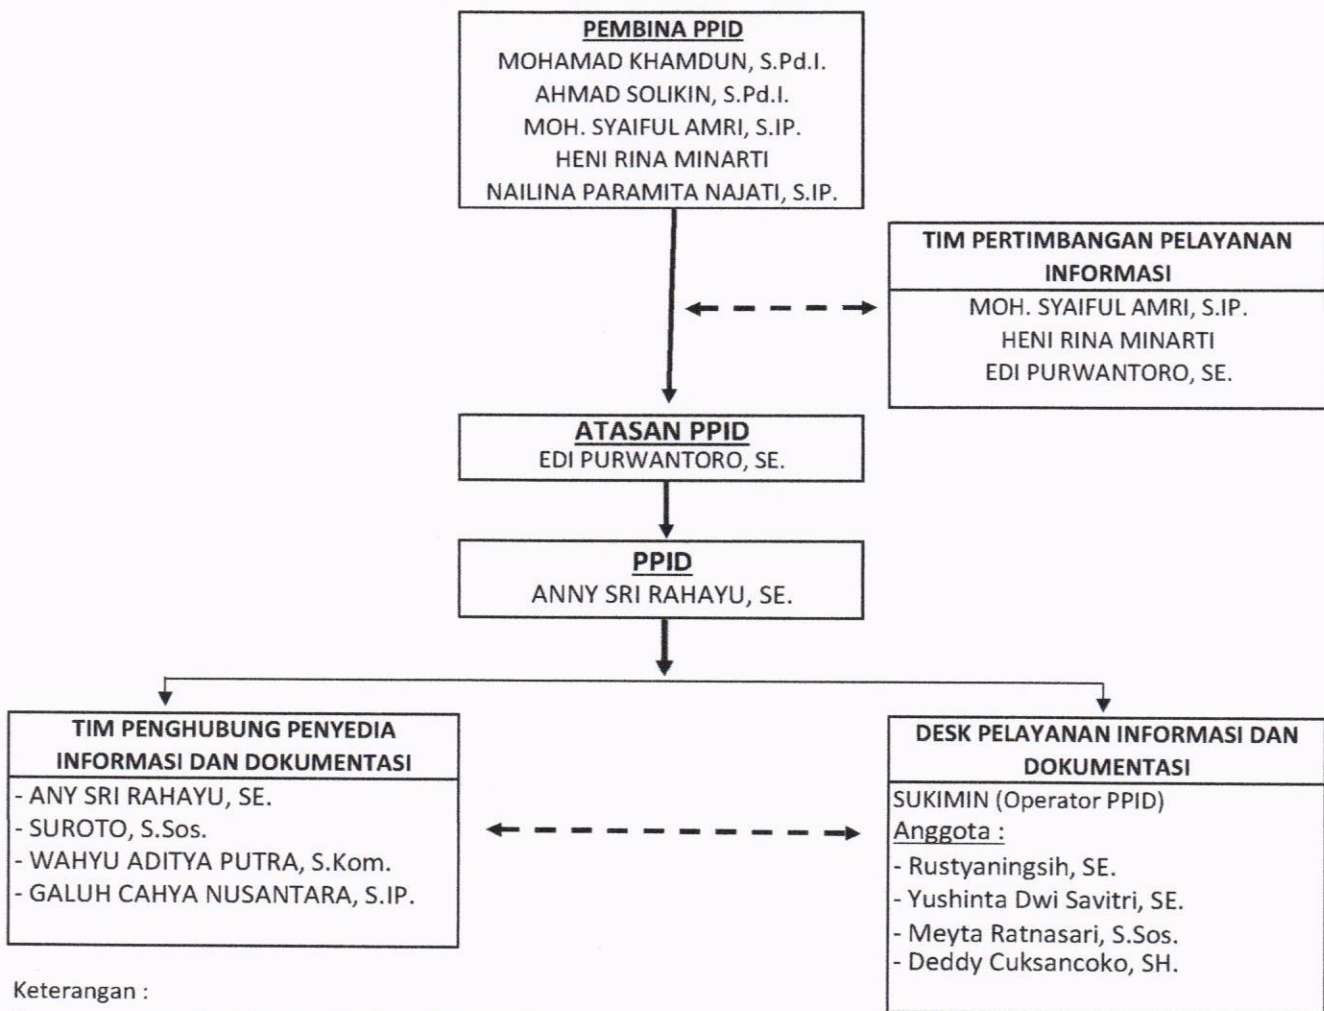 PEMBINA PPID
MOHAMAD KHAMDUN, S.Pd.I.
AHMAD SOLIKIN, S.Pd.I.
MOH. SYAIFUL AMRI, S.IP.
HENI RINA MINARTI
NAILINA PARAMITA NAJATI, S.IP.
TIM PERTIMBANGAN PELAYANAN
INFORMASI
MOH. SYAIFUL AMRI, S.IP.
HENI RINA MINARTI
EDI PURWANTORO, SE.
ATASAN PPID
EDI PURWANTORO, SE.
PPID
ANNY SRI RAHAYU, SE.
TIM PENGHUBUNG PENYEDIA
INFORMASI DAN DOKUMENTASI
- ANY SRI RAHAYU, SE.
- SUROTO, S.Sos.
- WAHYU ADITYA PUTRA, S.Kom.
- GALUH CAHYA NUSANTARA, S.IP.
DESK PELAYANAN INFORMASI DAN
DOKUMENTASI
SUKIMIN (Operator PPID)
Anggota :
- Rustyaningsih, SE.
- Yushinta Dwi Savitri, SE.
- Meyta Ratnasari, S.Sos.
- Deddy Cuksancoko, SH.
Keterangan :